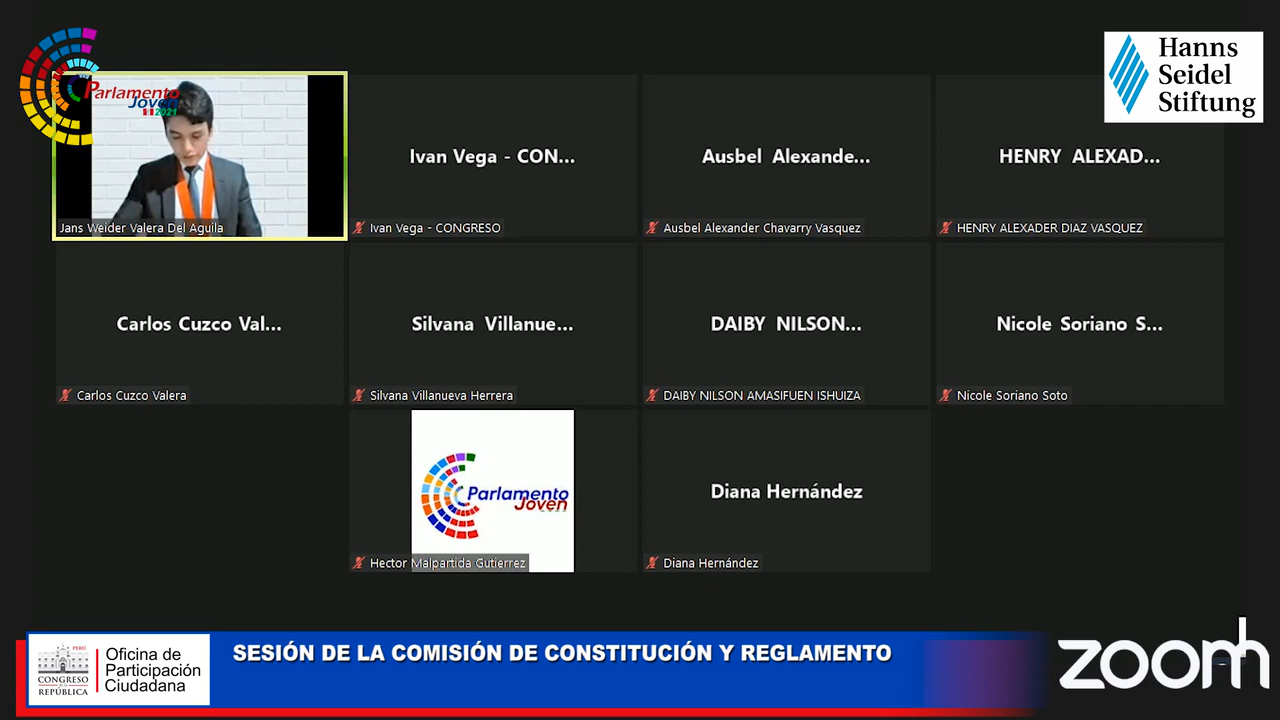 Parlamento
Joven
2021
Hanns
Seidel
Stiftung
Jans Weider Valera Del Aguila
Ivan Vega - CON...
Ivan Vega - CONGRESO
Ausbel Alexande...
Ausbel Alexander Chavarry Vasquez
HENRY ALEXAD...
HENRY ALEXADER DIAZ VASQUEZ
Carlos Cuzco Val...
Carlos Cuzco Valera
Silvana Villanue...
Silvana Villanueva Herrera
DAIBY NILSON...
DAIBY NILSON AMASIFUEN ISHUIZA
Nicole Soriano S...
Nicole Soriano Soto
Parlamento
Joven
Hector Malpartida Gutierrez
Diana Hernández
Diana Hernández
PERÚ
CONGRESO
de la
REPÚBLICA
Oficina de
Participación
Ciudadana
SESIÓN DE LA COMISIÓN DE CONSTITUCIÓN Y REGLAMENTO
zoom